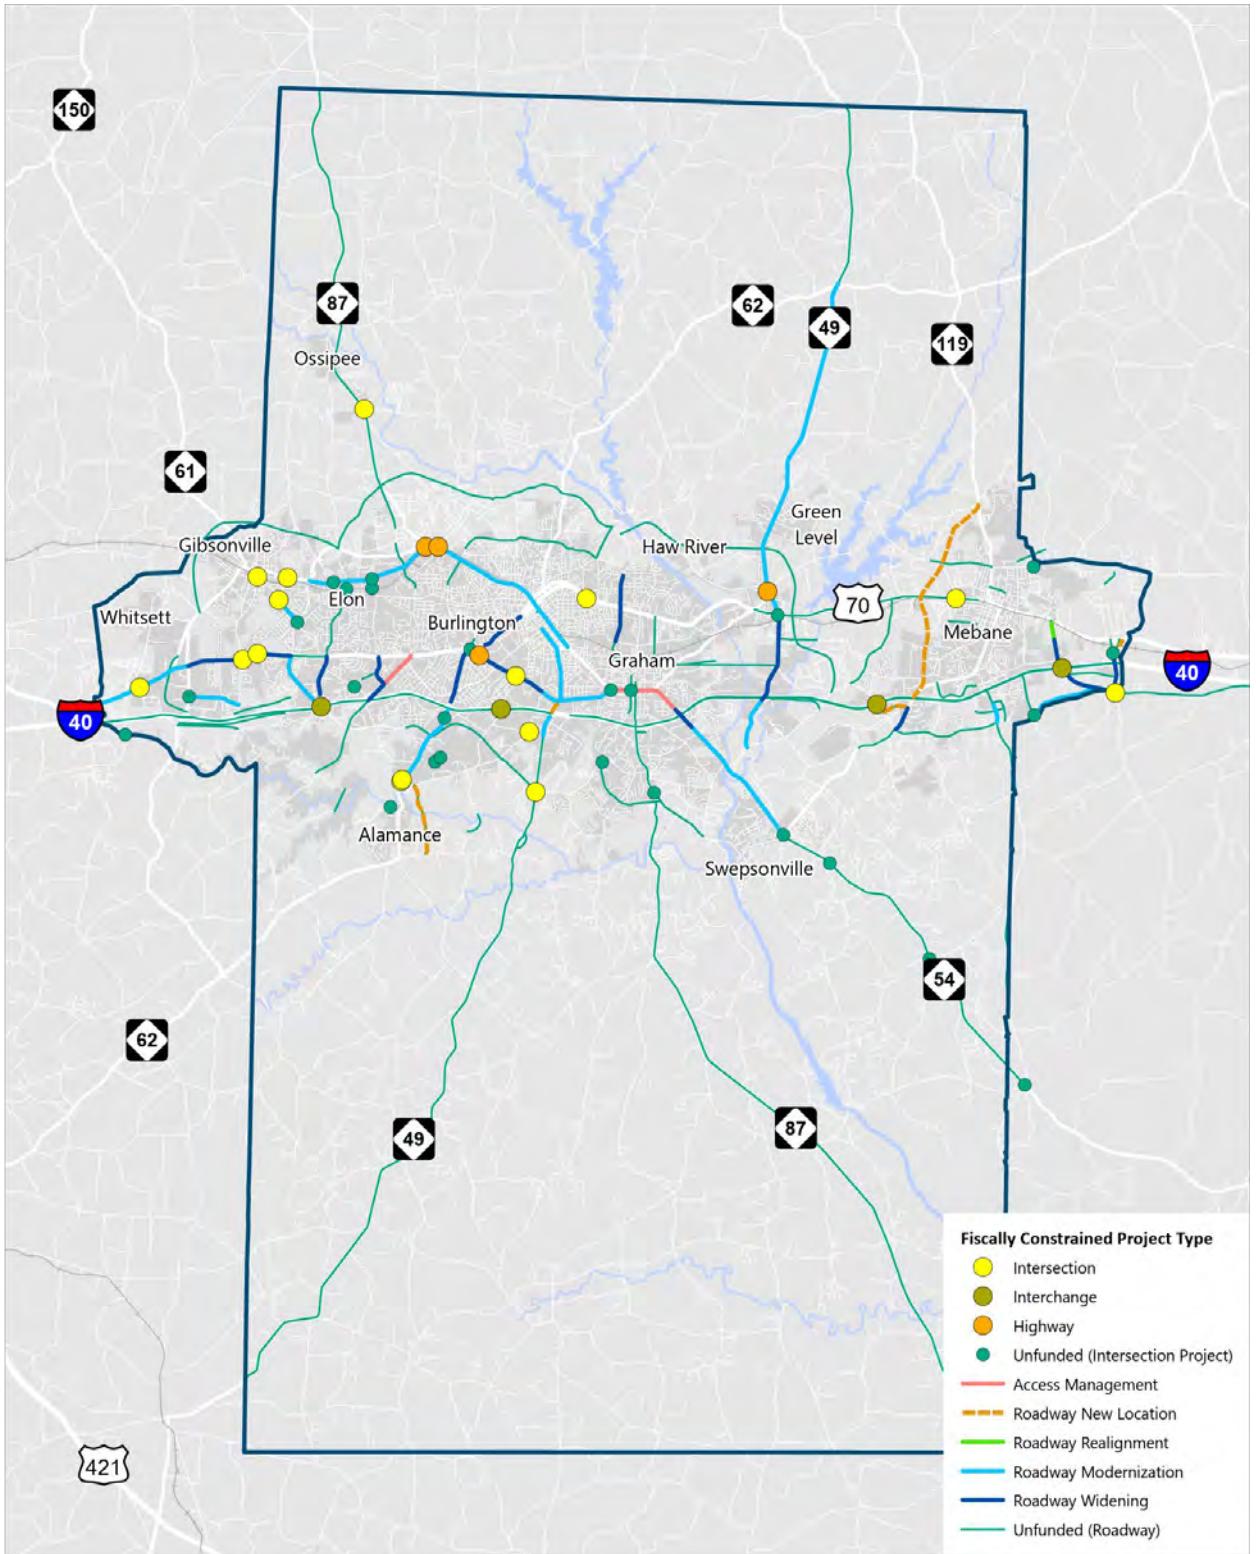 150
87
62
49
119
Ossipee
61
Green
Level
Gibsonville
Haw River
Elon
70
Whitsett
Burlington
Mebane
Graham
40
40
Alamance
Swepsonville
54
62
49
87
421
Fiscally Constrained Project Type
Intersection
Interchange
Highway
Unfunded (Intersection Project)
Access Management
Roadway New Location
Roadway Realignment
Roadway Modernization
Roadway Widening
Unfunded (Roadway)